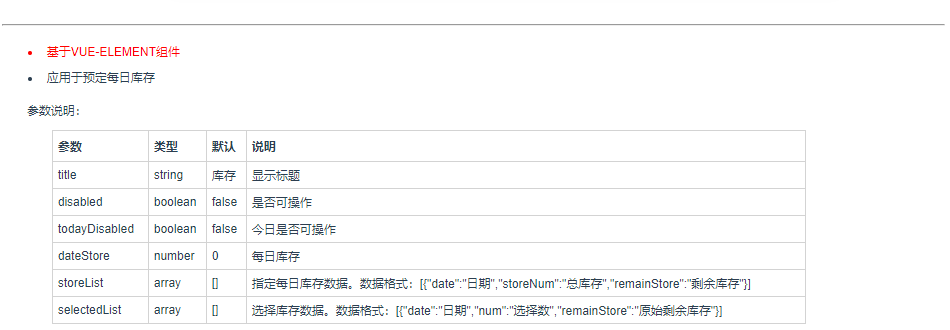 基于VUE-ELEMENT组件
应用于预定每日库存
参数说明：
参数 类型 默认 说明
title string 库存 显示标题
disabled boolean false 是否可操作
todayDisabled boolean false 今日是否可操作
dateStore number 0 每日库存
storeList array [] 指定每日库存数据。数据格式：[{"date":"日期","storeNum":"总库存","remainStore":"剩余库存"}]
selectedList array [] 选择库存数据。数据格式：[{"date":"日期","num":"选择数","remainStore":"原始剩余库存"}]